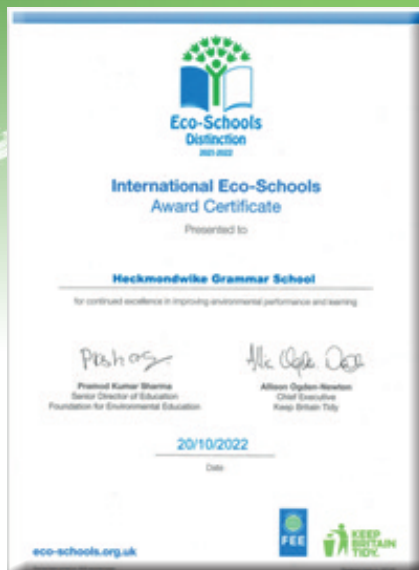 Eco-Schools
Distinction
2021-2022
International Eco-Schools
Award Certificate
Presented to
Heckmondwike Grammar School
for continued excellence in improving environmental performance and learning
Pramod Kumar Sharma
Senior Director of Education
Foundation for Environmental Education
Allison Ogden-Newton
Chief Executive
Keep Britain Tidy
20/10/2022
Date
FEE
KEEP
BRITAIN
TIDY.
eco-schools.org.uk